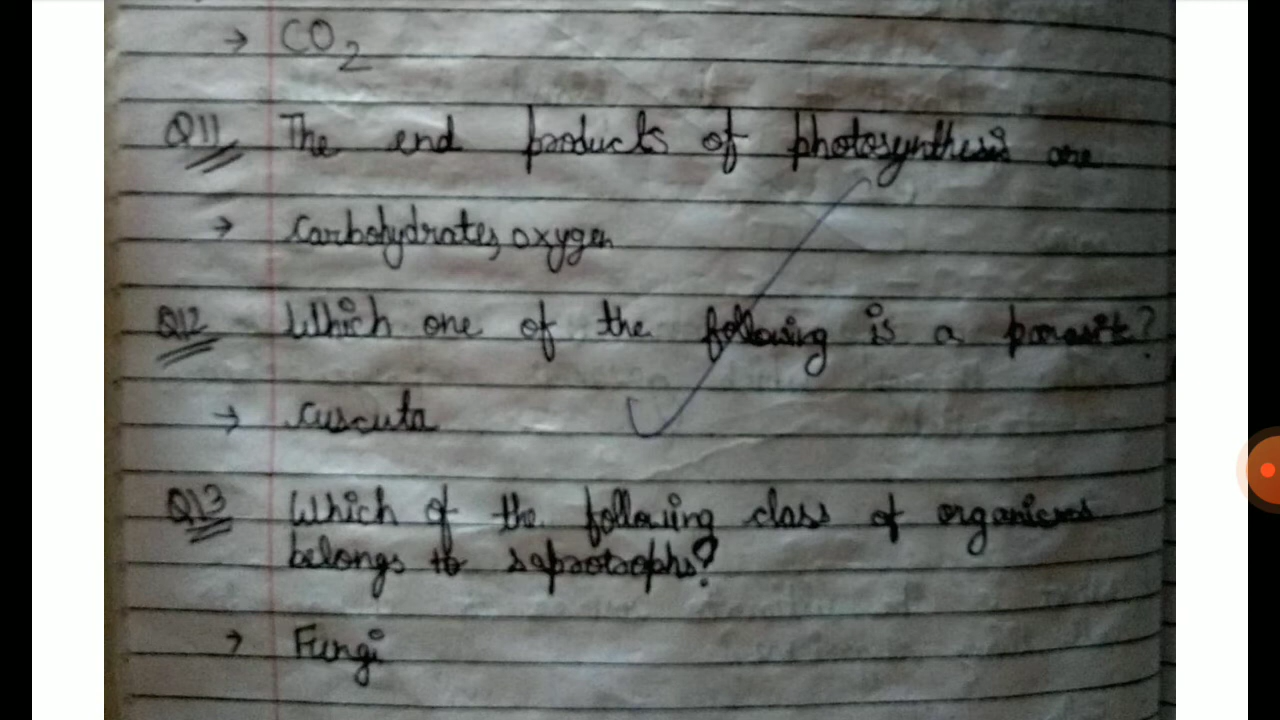 → CO2
Q11 The end products of photosynthesis are
→ carbohydrates, oxygen
Q12 Which one of the following is a parasite?
→ cuscuta
Q13 Which of the following class of
belongs to saprotrophs?
→ Fungi